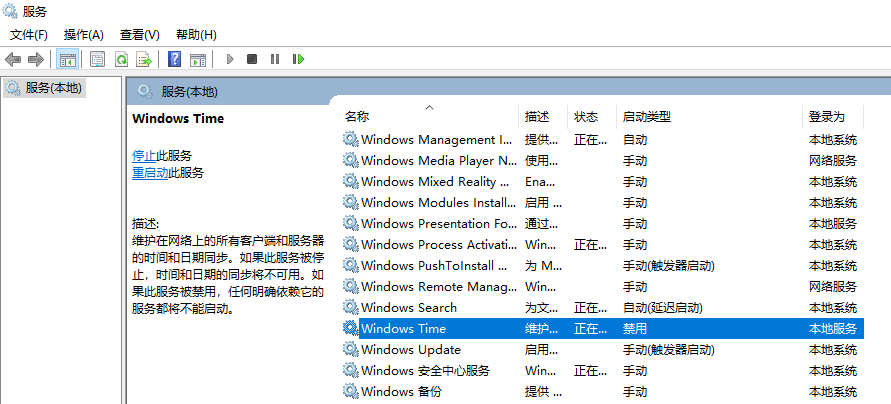 服务
文件(F) 操作(A) 查看(V) 帮助(H)
服务(本地)
服务(本地)
Windows Time
停止此服务
重启动此服务
描述:
维护在网络上的所有客户端和服务器
的时间和日期同步。如果此服务被停
止，时间和日期的同步将不可用。如
果此服务被禁用，任何明确依赖它的
服务都将不能启动。
名称 描述 状态 启动类型 登录为
Windows Management I... 提供... 正在... 自动 本地系统
Windows Media Player N... 使用... 手动 网络服务
Windows Mixed Reality ... Ena... 手动 本地系统
Windows Modules Install... 启用 ... 手动 本地系统
Windows Presentation Fo... 通过... 手动 本地服务
Windows Process Activati... Win... 正在... 手动 本地系统
Windows PushToInstall ... 为 M... 手动(触发器启动) 本地系统
Windows Remote Manag... Win... 手动 网络服务
Windows Search 为文... 正在... 自动(延迟启动) 本地系统
Windows Time 维护... 正在... 禁用 本地服务
Windows Update 启用... 手动(触发器启动) 本地系统
Windows 安全中心服务 Win... 正在... 手动 本地系统
Windows 备份 提供 ... 手动 本地系统